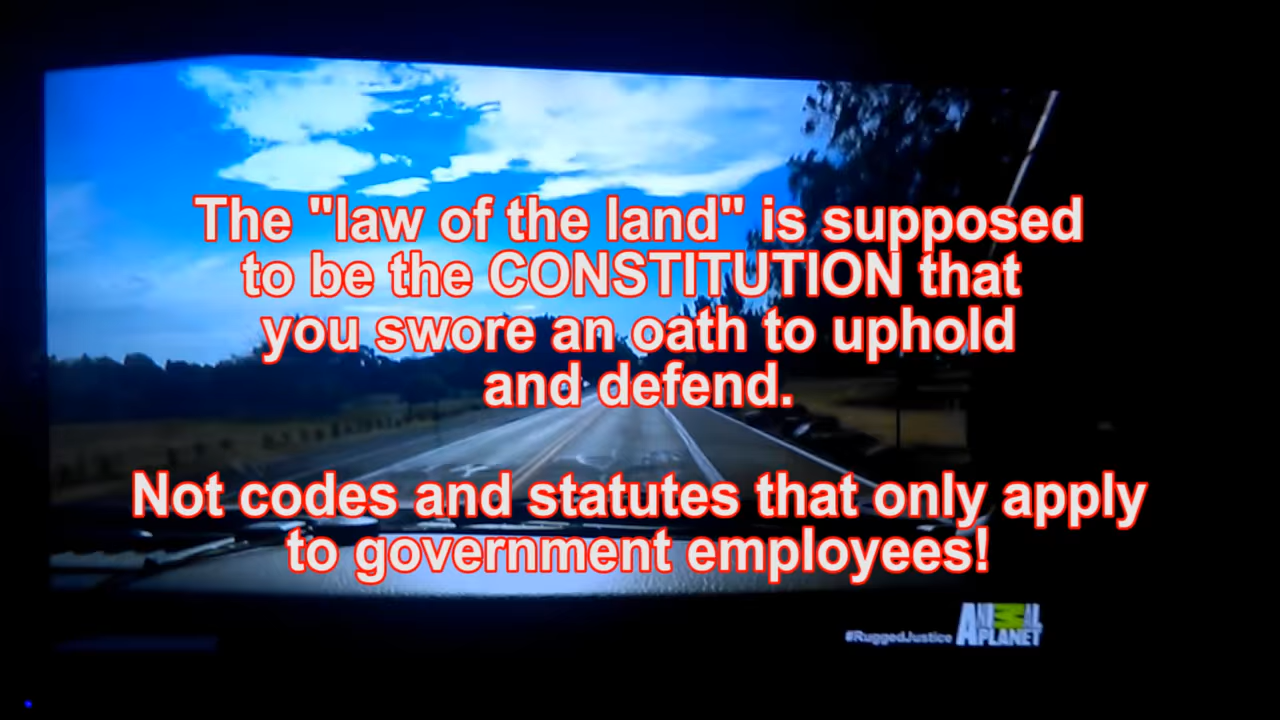 The "law of the land" is supposed
to be the CONSTITUTION that
you swore an oath to uphold
and defend.
Not codes and statutes that only apply
to government employees!
#RuggedJustice
ANIMAL
PLANET